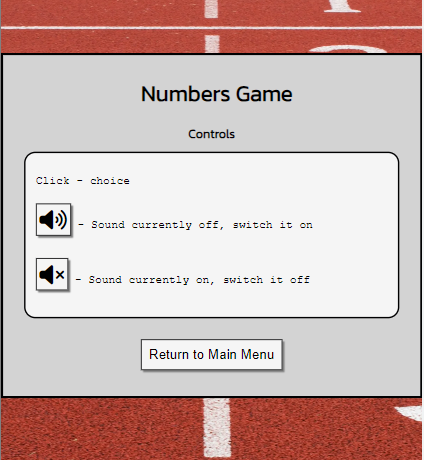 Numbers Game
Controls
Click - choice
- Sound currently off, switch it on
- Sound currently on, switch it off
Return to Main Menu